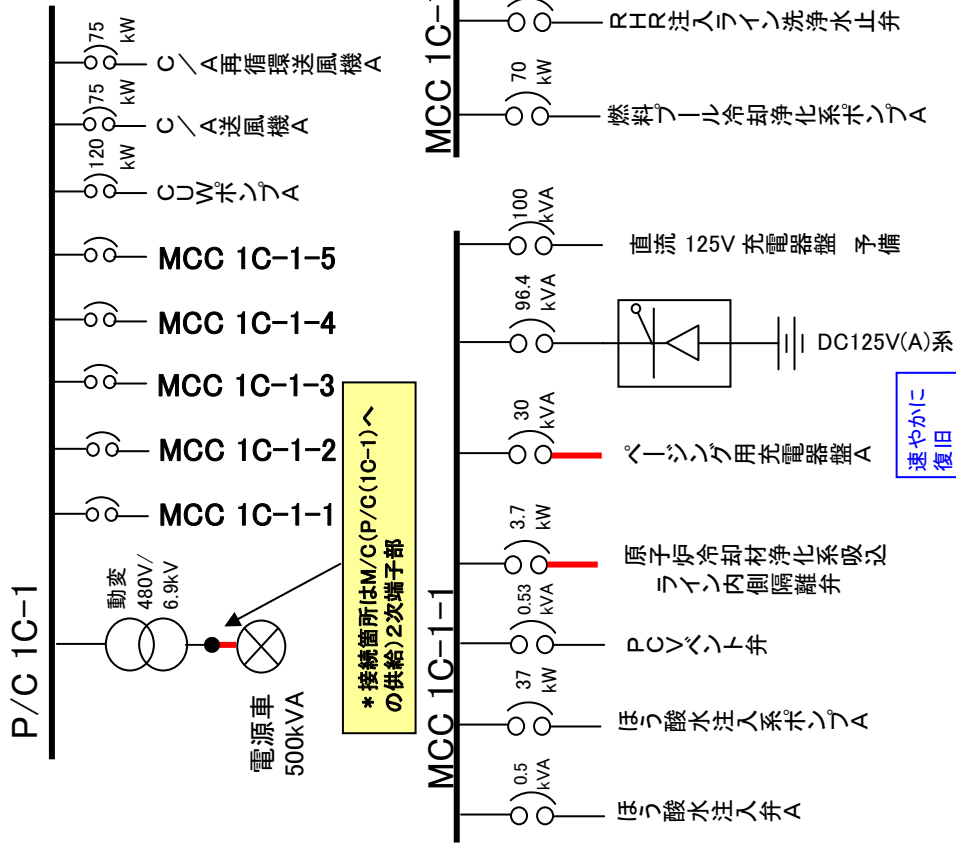 P/C 1C-1
動変
480V/
6.9kV
電源車
500kVA
MCC 1C-1-1
MCC 1C-1-2
MCC 1C-1-3
MCC 1C-1-4
MCC 1C-1-5
120
kW
CUWポンプA
75
kW
C/A送風機A
75
kW
C/A再循環送風機A
*接続箇所はM/C(P/C(1C-1)へ
の供給)2次端子部
MCC 1C-1-1
0.5
kVA
ほう酸水注入弁A
37
kW
ほう酸水注入系ポンプA
0.53
kVA
PCVベント弁
3.7
kW
原子炉冷却材浄化系吸込
ライン内側隔離弁
30
kVA
ページング用充電器盤A
96.4
kVA
DC125V(A)系
100
kVA
直流 125V 充電器盤 予備
速やかに
復旧
MCC 1C-
70
kW
燃料プール冷却浄化系ポンプA
RHR注入ライン洗浄水止弁